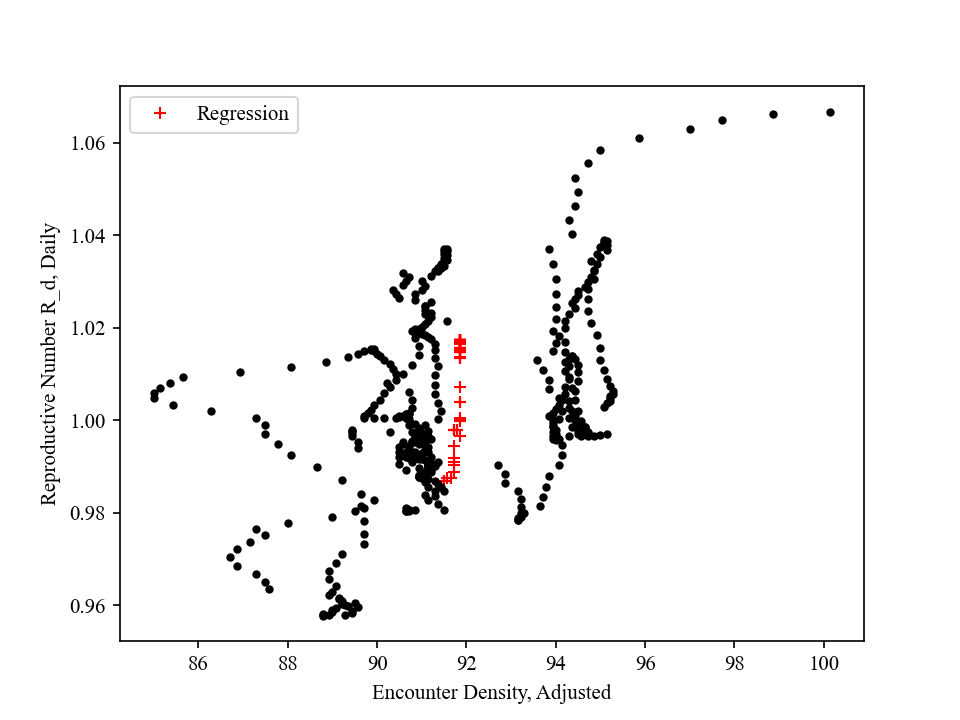 Regression
1.06
1.04
1.02
1.00
0.98
0.96
Reproductive Number R_d, Daily
86 88 90 92 94 96 98 100
Encounter Density, Adjusted